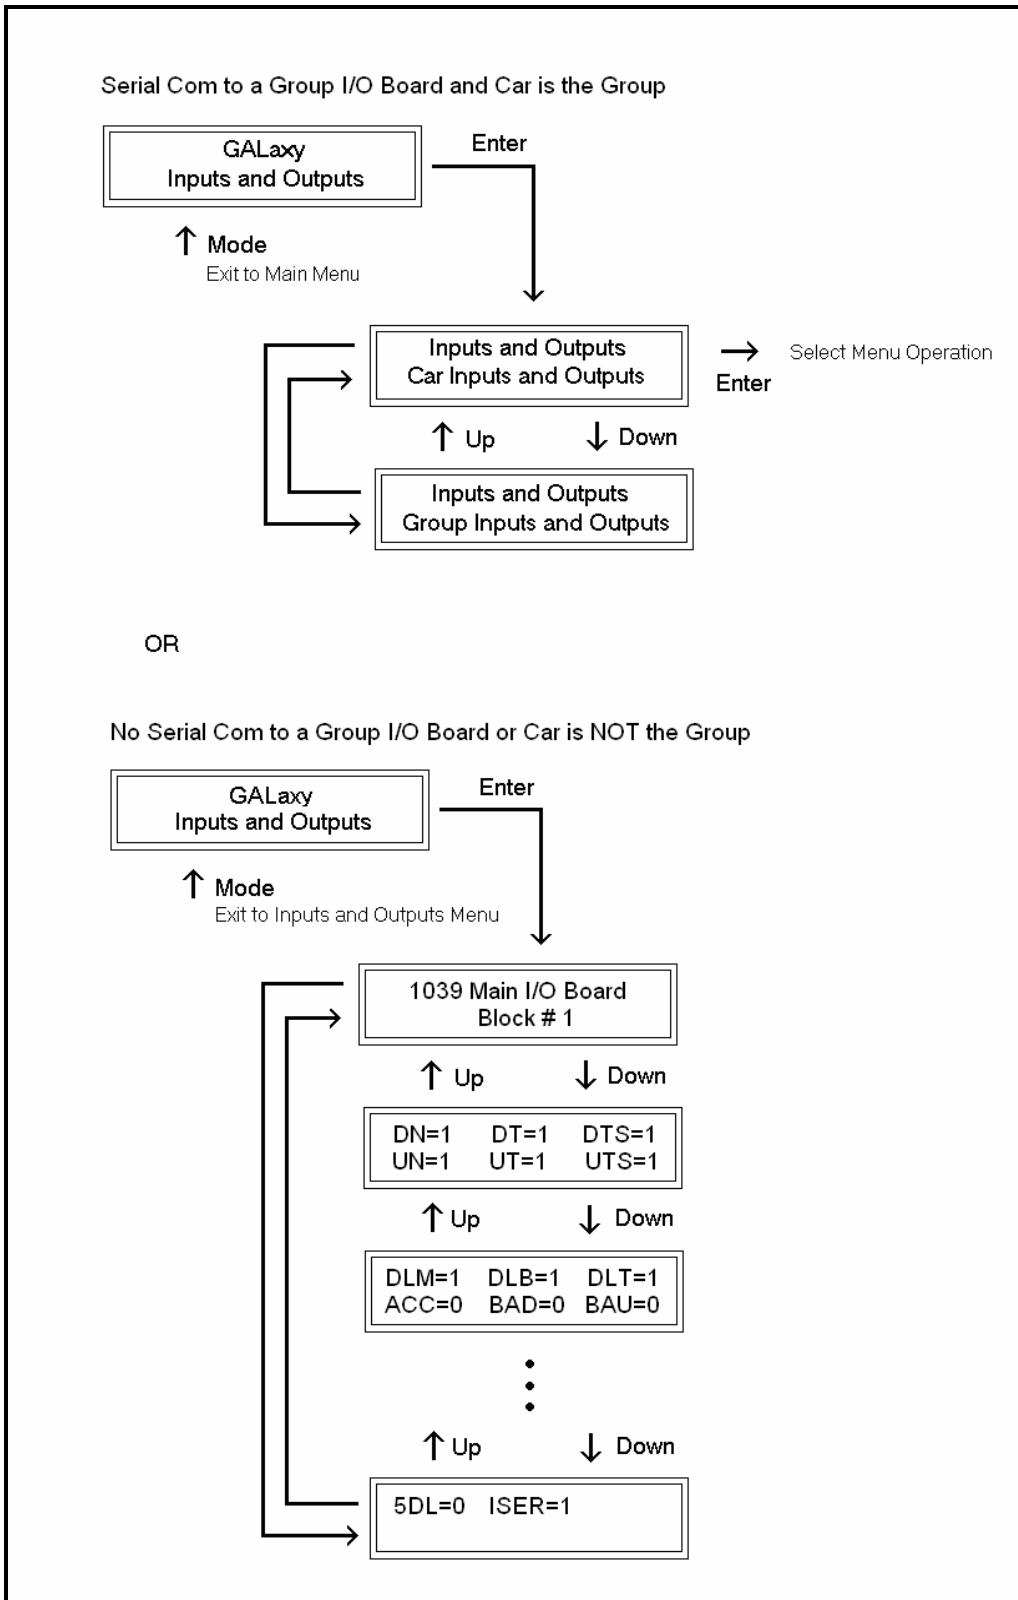 Serial Com to a Group I/O Board and Car is the Group
GALaxy
Inputs and Outputs
Enter
↑ Mode
Exit to Main Menu
Inputs and Outputs
Car Inputs and Outputs
→ Select Menu Operation
Enter
↑ Up ↓ Down
Inputs and Outputs
Group Inputs and Outputs
OR
No Serial Com to a Group I/O Board or Car is NOT the Group
GALaxy
Inputs and Outputs
Enter
↑ Mode
Exit to Inputs and Outputs Menu
1039 Main I/O Board
Block # 1
↑ Up ↓ Down
DN=1 DT=1 DTS=1
UN=1 UT=1 UTS=1
↑ Up ↓ Down
DLM=1 DLB=1 DLT=1
ACC=0 BAD=0 BAU=0
↑ Up ↓ Down
5DL=0 ISER=1